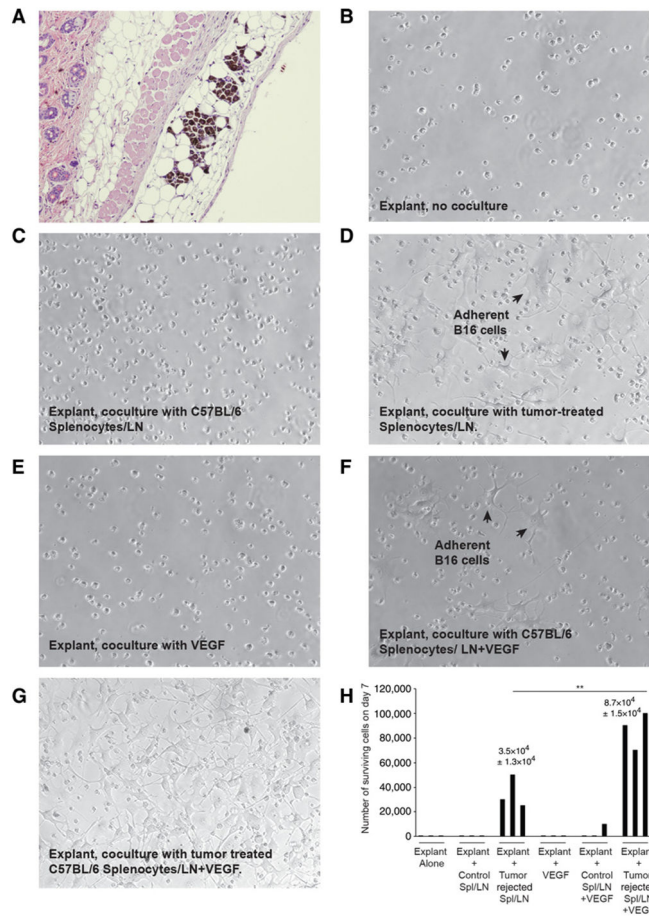 A
B
Explant, no coculture
C
Explant, coculture with C57BL/6
Splenocytes/LN
D
Adherent
B16 cells
Explant, coculture with tumor-treated
Splenocytes/LN.
E
Explant, coculture with VEGF
F
Adherent
B16 cells
Explant, coculture with C57BL/6
Splenocytes/ LN+VEGF
G
Explant, coculture with tumor treated
C57BL/6 Splenocytes/LN+VEGF.
H
Number of surviving cells on day 7
120,000
100,000
80,000
60,000
40,000
20,000
0
3.5×10⁴
± 1.3×10⁴
**
8.7×10⁴
± 1.5×10⁴
Explant
Alone
Explant
+
Control
Spl/LN
Explant
+
Tumor
rejected
Spl/LN
Explant
+
VEGF
Explant
+
Control
Spl/LN
+VEGF
Explant
+
Tumor
rejected
Spl/LN
+VEGF